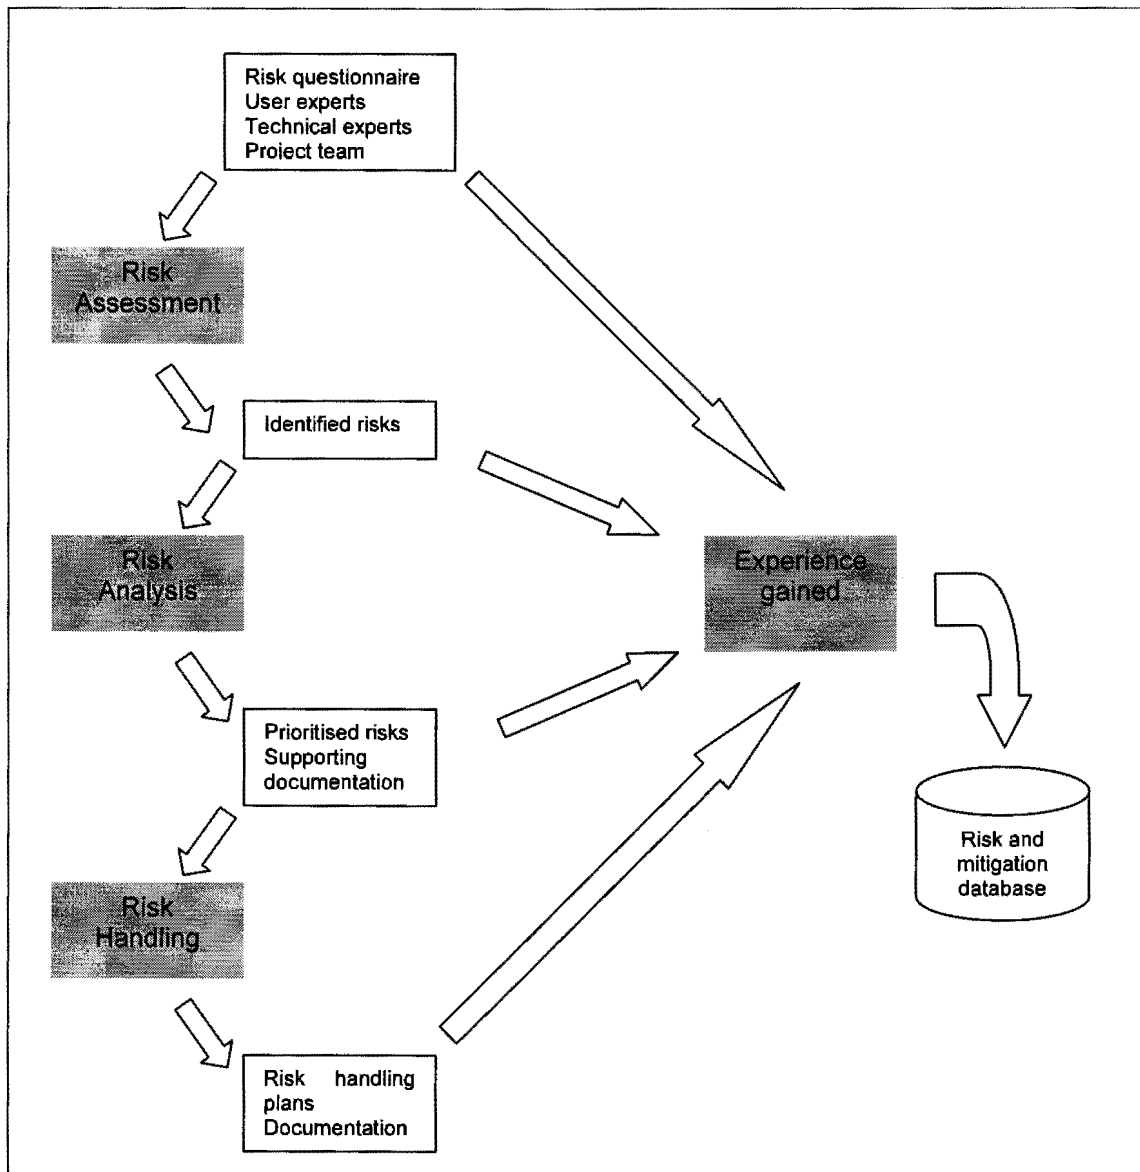 Risk questionnaire
User experts
Technical experts
Project team
Risk
Assessment
Identified risks
Risk
Analysis
Experience
gained
Prioritised risks
Supporting
documentation
Risk and
mitigation
database
Risk
Handling
Risk handling
plans
Documentation